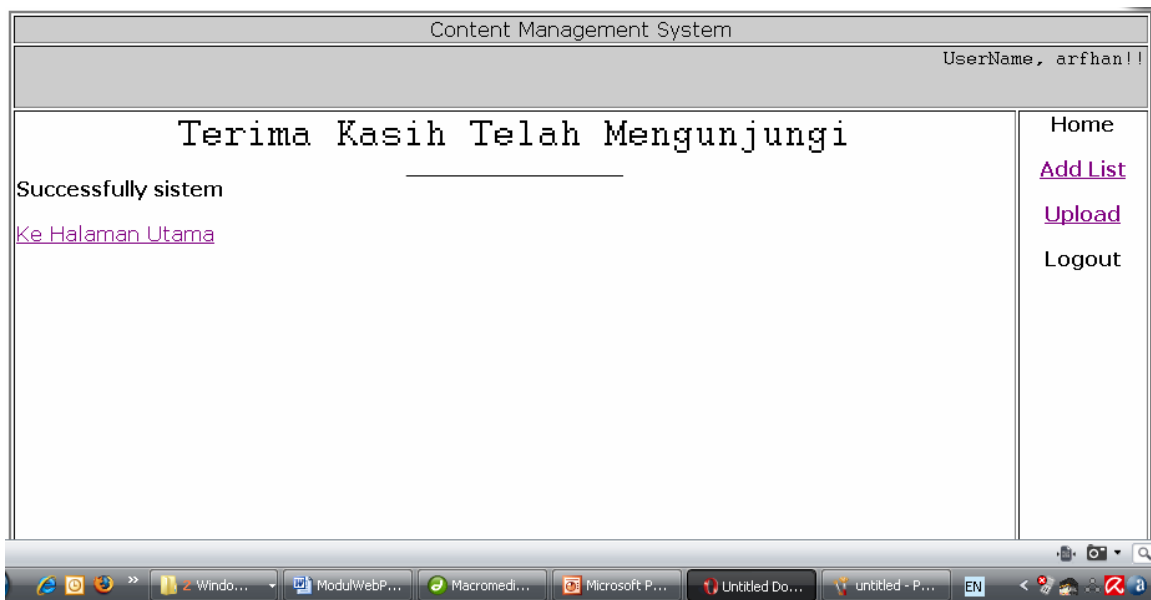 Content Management System
UserName, arfhan!!
Terima Kasih Telah Mengunjungi
Successfully sistem
Ke Halaman Utama
Home
Add List
Upload
Logout
2 Windo...
ModulWebP...
Macromedi...
Microsoft P...
Untitled Do...
untitled - P...
EN